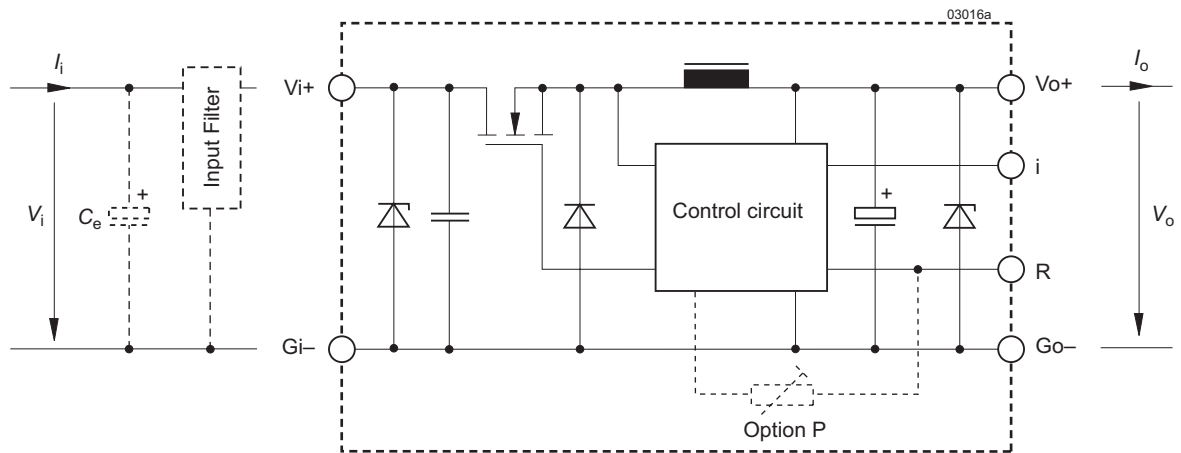 03016a
Ii
Input Filter
Vi+
Vo+
Io
i
Control circuit
+
+
Vi
Ce
Vo
R
Gi–
Go–
Option P